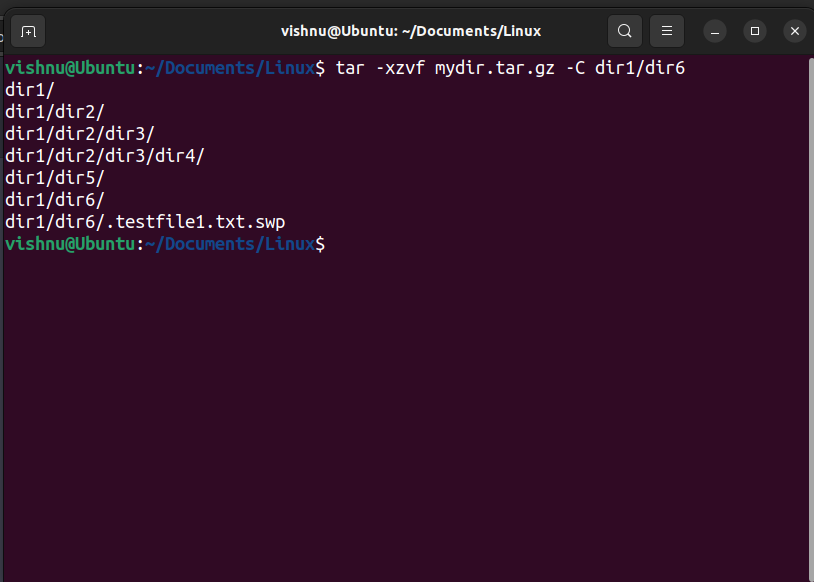 vishnu@Ubuntu: ~/Documents/Linux
vishnu@Ubuntu:~/Documents/Linux$ tar -xzvf mydir.tar.gz -C dir1/dir6
dir1/
dir1/dir2/
dir1/dir2/dir3/
dir1/dir2/dir3/dir4/
dir1/dir5/
dir1/dir6/
dir1/dir6/.testfile1.txt.swp
vishnu@Ubuntu:~/Documents/Linux$